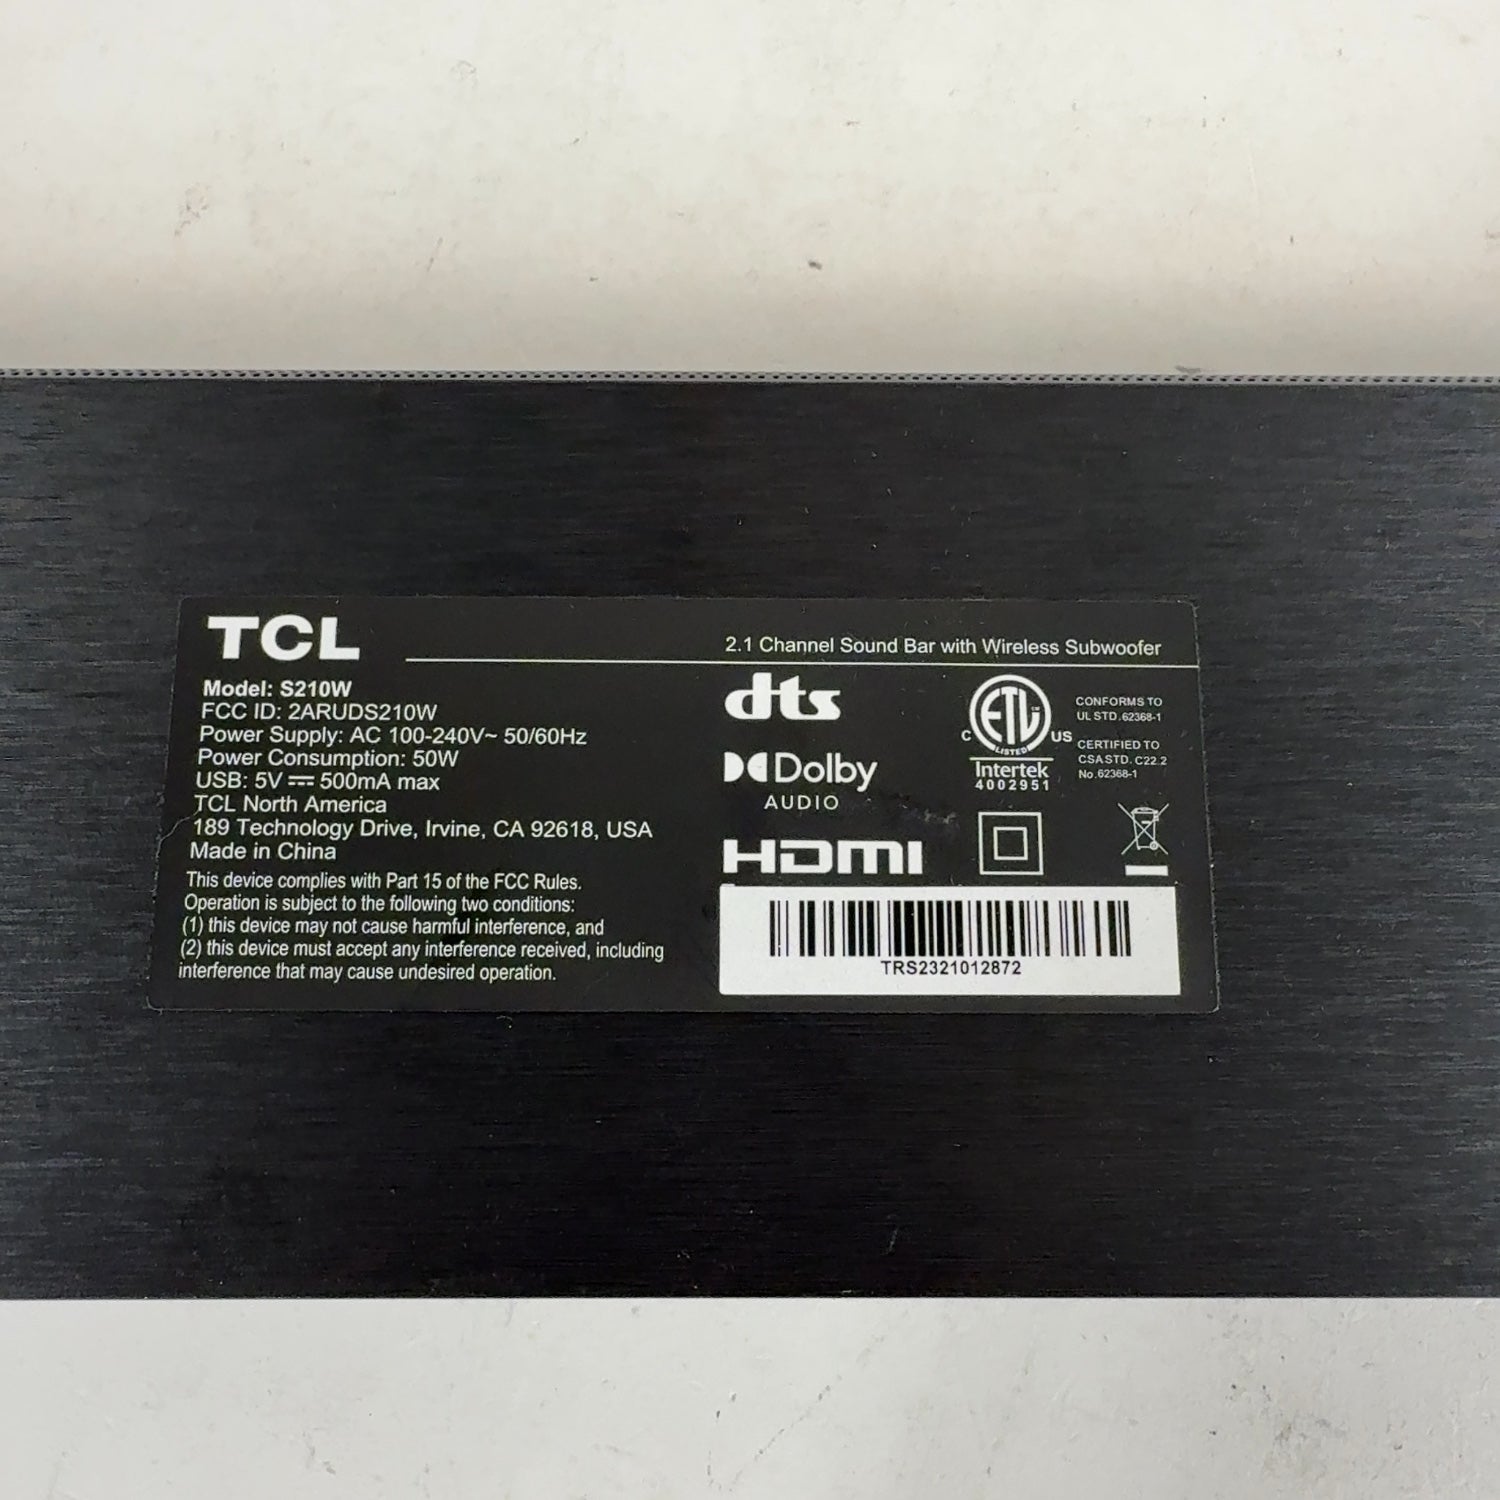 TCL
2.1 Channel Sound Bar with Wireless Subwoofer
Model: S210W
FCC ID: 2ARUDS210W
Power Supply: AC 100-240V~ 50/60Hz
Power Consumption: 50W
USB: 5V ⎓ 500mA max
TCL North America
189 Technology Drive, Irvine, CA 92618, USA
Made in China
This device complies with Part 15 of the FCC Rules.
Operation is subject to the following two conditions:
(1) this device may not cause harmful interference, and
(2) this device must accept any interference received, including
interference that may cause undesired operation.
dts
Dolby
AUDIO
HDMI
ETL
CM
LISTED
C US
Intertek
4002951
CONFORMS TO
UL STD. 62368-1
CERTIFIED TO
CSA STD. C22.2
No. 62368-1
TRS2321012872